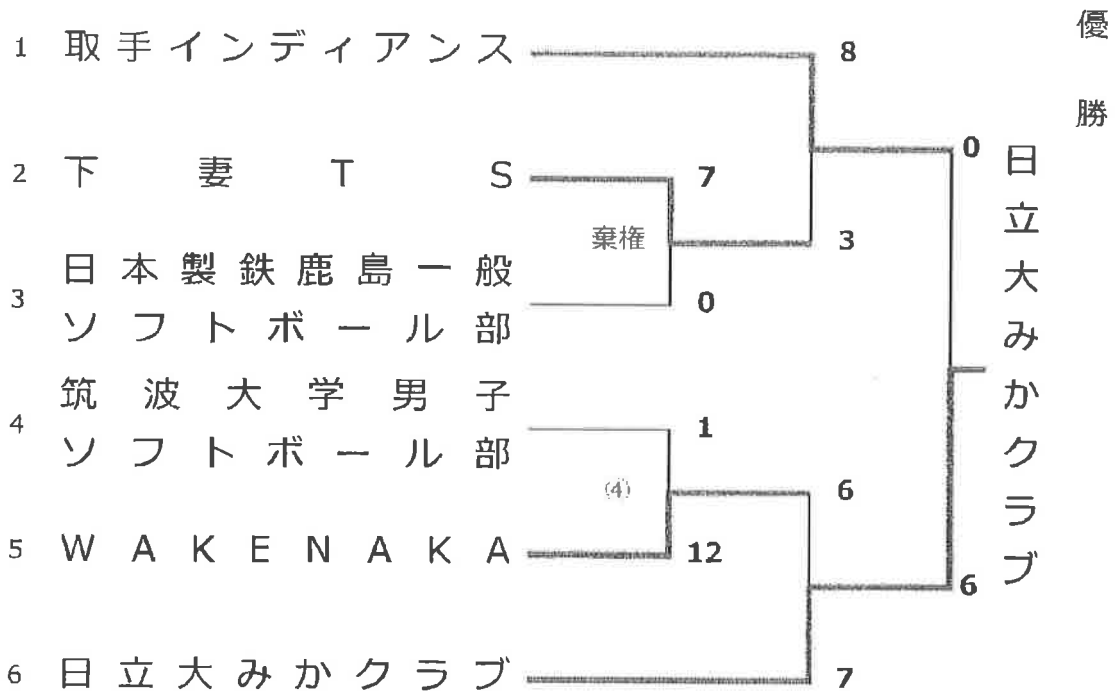 優勝
1 取手インディアンス
8
0
日立大みかクラブ
2 下妻TS
7
棄権
3
3 日本製鉄鹿島一般
ソフトボール部
0
4 筑波大学男子
ソフトボール部
1
(4)
6
5 WAKENAKA
12
6
6 日立大みかクラブ
7